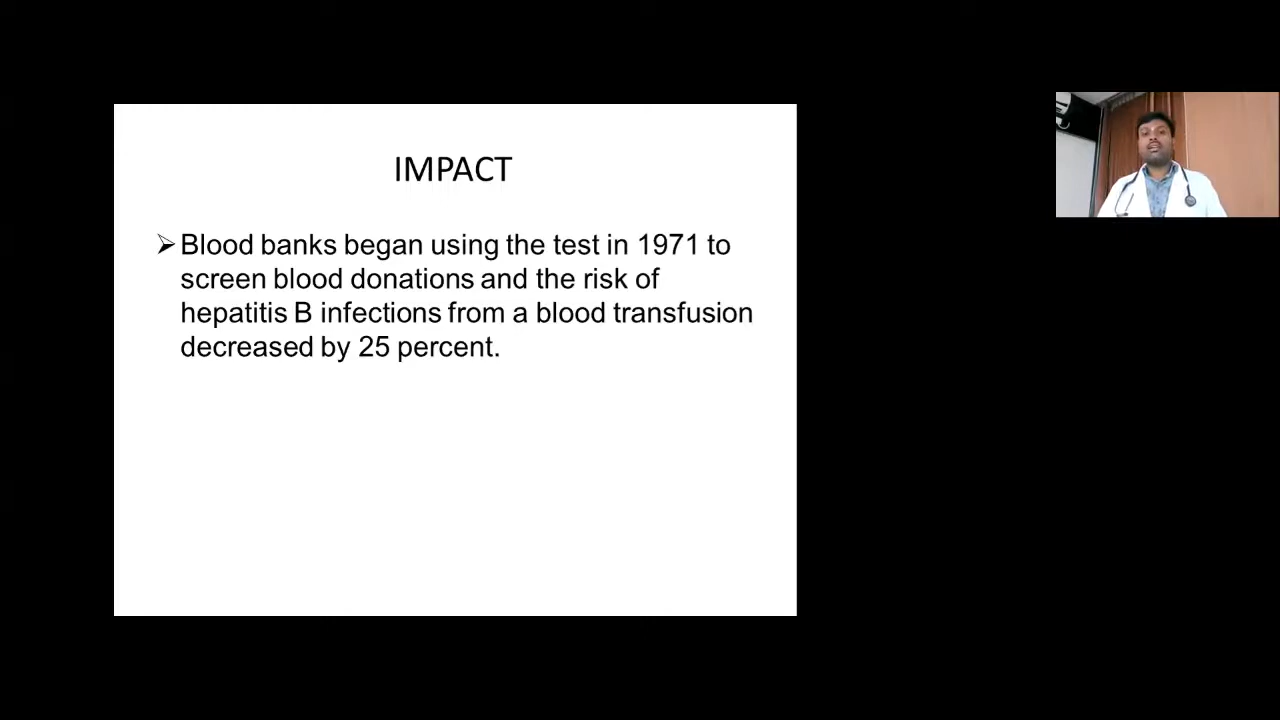 IMPACT
➢Blood banks began using the test in 1971 to
screen blood donations and the risk of
hepatitis B infections from a blood transfusion
decreased by 25 percent.